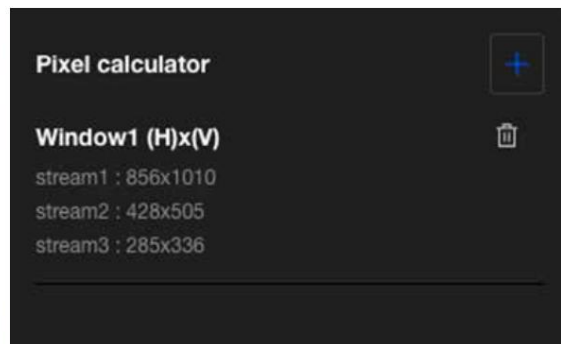 Pixel calculator
Window1 (H)x(V)
stream1 : 856x1010
stream2 : 428x505
stream3 : 285x336